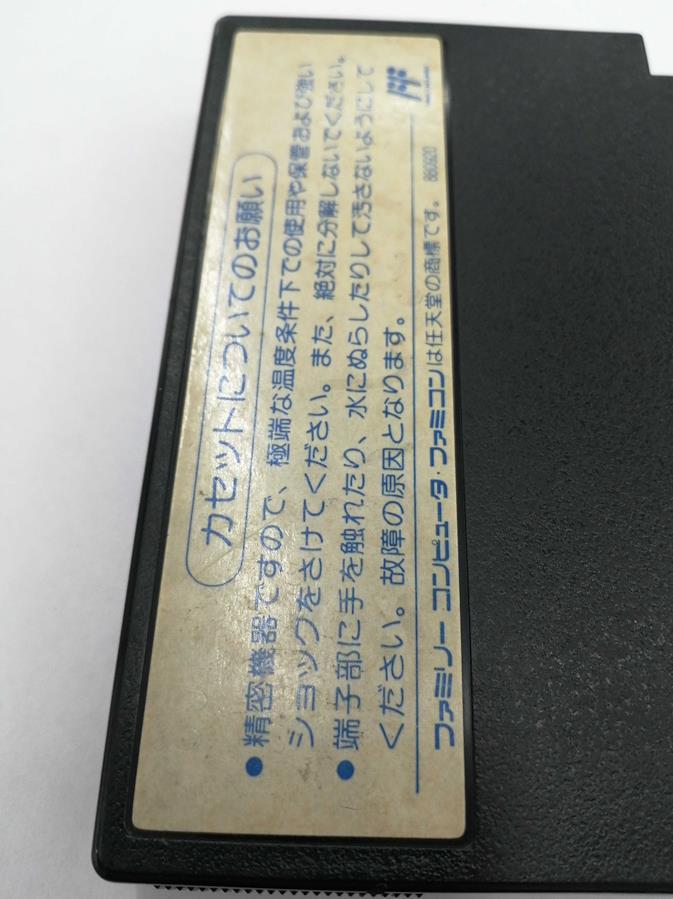 カセットについてのお願い
●精密機器ですので、極端な温度条件下での使用や保管および強い
ショックをさけてください。また、絶対に分解しないでください。
●端子部に手を触れたり、水にぬらしたりして汚さないようにして
ください。故障の原因となります。
ファミリーコンピュータ・ファミコンは任天堂の商標です。 860620